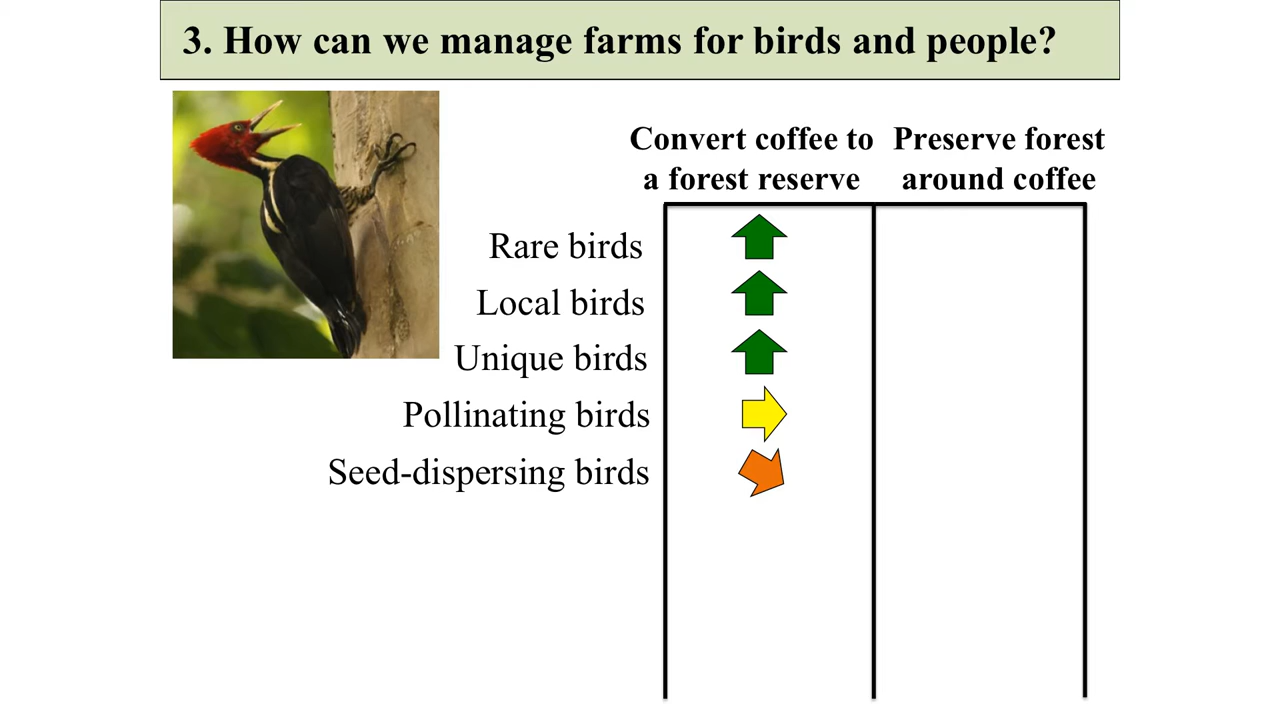 3. How can we manage farms for birds and people?
Convert coffee to
a forest reserve
Preserve forest
around coffee
Rare birds
Local birds
Unique birds
Pollinating birds
Seed-dispersing birds